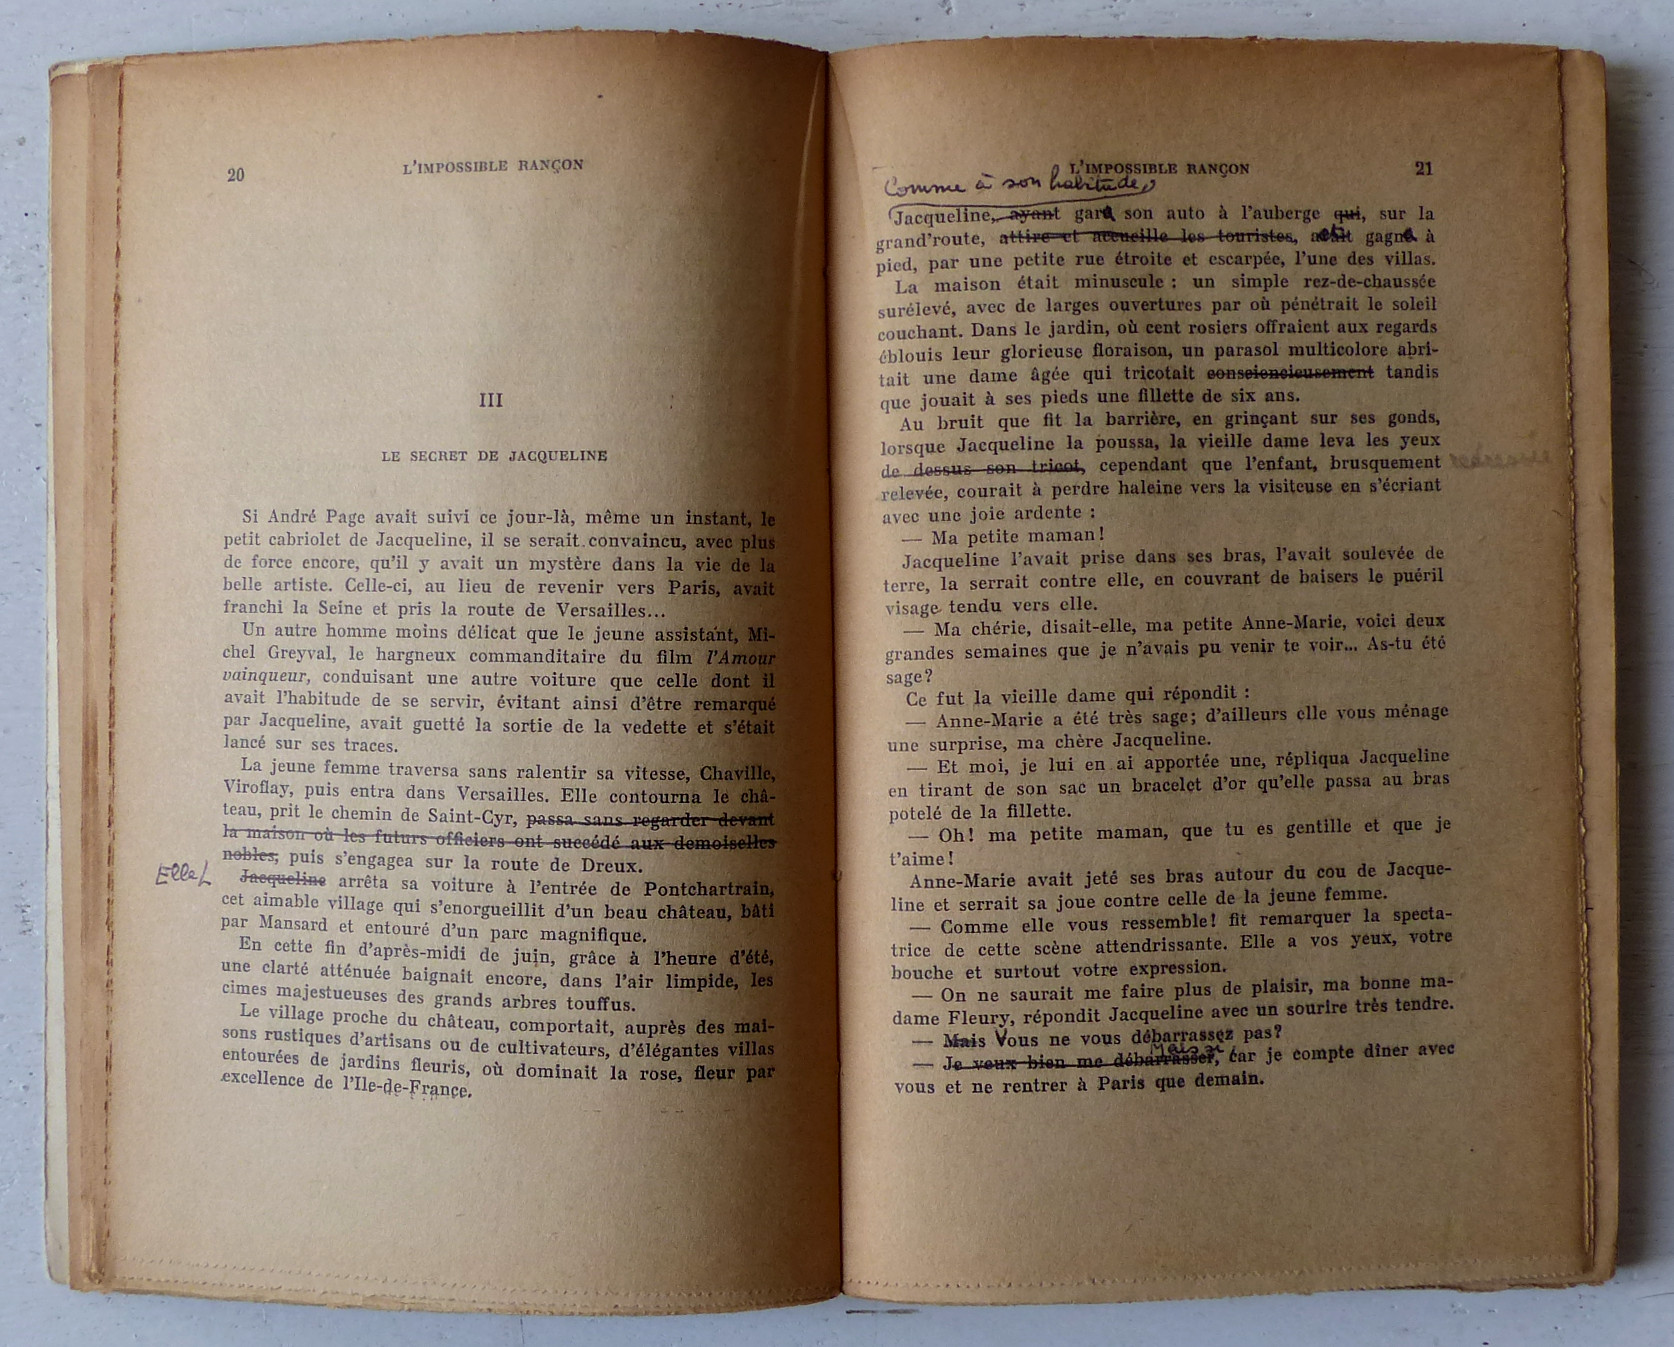 20
L'IMPOSSIBLE RANÇON
III
LE SECRET DE JACQUELINE
Si André Page avait suivi ce jour-là, même un instant, le
petit cabriolet de Jacqueline, il se serait convaincu, avec plus
de force encore, qu'il y avait un mystère dans la vie de la
belle artiste. Celle-ci, au lieu de revenir vers Paris, avait
franchi la Seine et pris la route de Versailles...
Un autre homme moins délicat que le jeune assistant, Mi-
chel Greyval, le hargneux commanditaire du film l'Amour
vainqueur, conduisant une autre voiture que celle dont il
avait l'habitude de se servir, évitant ainsi d'être remarqué
par Jacqueline, avait guetté la sortie de la vedette et s'était
lancé sur ses traces.
La jeune femme traversa sans ralentir sa vitesse, Chaville,
Viroflay, puis entra dans Versailles. Elle contourna le châ-
teau, prit le chemin de Saint-Cyr, passa sans regarder devant
la maison où les futurs officiers ont succédé aux demoiselles
nobles, puis s'engagea sur la route de Dreux.
Elle
Jacqueline arrêta sa voiture à l'entrée de Pontchartrain,
cet aimable village qui s'enorgueillit d'un beau château, bâti
par Mansard et entouré d'un parc magnifique.
En cette fin d'après-midi de juin, grâce à l'heure d'été,
une clarté atténuée baignait encore, dans l'air limpide, les
cimes majestueuses des grands arbres touffus.
Le village proche du château, comportait, auprès des mai-
sons rustiques d'artisans ou de cultivateurs, d'élégantes villas
entourées de jardins fleuris, où dominait la rose, fleur par
excellence de l'Ile-de-France.
L'IMPOSSIBLE RANÇON
21
Comme à son habitude,
Jacqueline, ayant gara son auto à l'auberge qui, sur la
grand'route, attire et accueille les touristes, gagna à
pied, par une petite rue étroite et escarpée, l'une des villas.
La maison était minuscule : un simple rez-de-chaussée
surélevé, avec de larges ouvertures par où pénétrait le soleil
couchant. Dans le jardin, où cent rosiers offraient aux regards
éblouis leur glorieuse floraison, un parasol multicolore abri-
tait une dame âgée qui tricotait consciencieusement tandis
que jouait à ses pieds une fillette de six ans.
Au bruit que fit la barrière, en grinçant sur ses gonds,
lorsque Jacqueline la poussa, la vieille dame leva les yeux
de dessus son tricot, cependant que l'enfant, brusquement
relevée, courait à perdre haleine vers la visiteuse en s'écriant
avec une joie ardente :
— Ma petite maman!
Jacqueline l'avait prise dans ses bras, l'avait soulevée de
terre, la serrait contre elle, en couvrant de baisers le puéril
visage tendu vers elle.
— Ma chérie, disait-elle, ma petite Anne-Marie, voici deux
grandes semaines que je n'avais pu venir te voir... As-tu été
sage?
Ce fut la vieille dame qui répondit :
— Anne-Marie a été très sage; d'ailleurs elle vous ménage
une surprise, ma chère Jacqueline.
— Et moi, je lui en ai apportée une, répliqua Jacqueline
en tirant de son sac un bracelet d'or qu'elle passa au bras
potelé de la fillette.
— Oh! ma petite maman, que tu es gentille et que je
t'aime!
Anne-Marie avait jeté ses bras autour du cou de Jacque-
line et serrait sa joue contre celle de la jeune femme.
— Comme elle vous ressemble! fit remarquer la specta-
trice de cette scène attendrissante. Elle a vos yeux, votre
bouche et surtout votre expression.
— On ne saurait me faire plus de plaisir, ma bonne ma-
dame Fleury, répondit Jacqueline avec un sourire très tendre.
— Mais Vous ne vous débarrassez pas?
Mais si
— Je veux bien me débarrasser, car je compte dîner avec
vous et ne rentrer à Paris que demain.